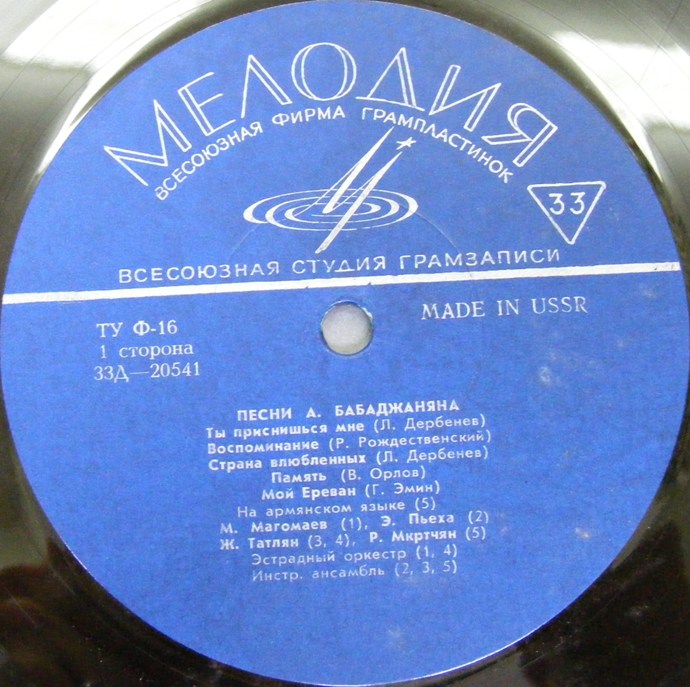 МЕЛОДИЯ
ВСЕСОЮЗНАЯ ФИРМА ГРАМПЛАСТИНОК
33
ВСЕСОЮЗНАЯ СТУДИЯ ГРАМЗАПИСИ
MADE IN USSR
ТУ Ф-16
1 сторона
33Д—20541
ПЕСНИ А. БАБАДЖАНЯНА
Ты приснишься мне (Л. Дербенев)
Воспоминание (Р. Рождественский)
Страна влюбленных (Л. Дербенев)
Память (В. Орлов)
Мой Ереван (Г. Эмин)
На армянском языке (5)
М. Магомаев (1), Э. Пьеха (2)
Ж. Татлян (3, 4), Р. Мкртчян (5)
Эстрадный оркестр (1, 4)
Инстр. ансамбль (2, 3, 5)